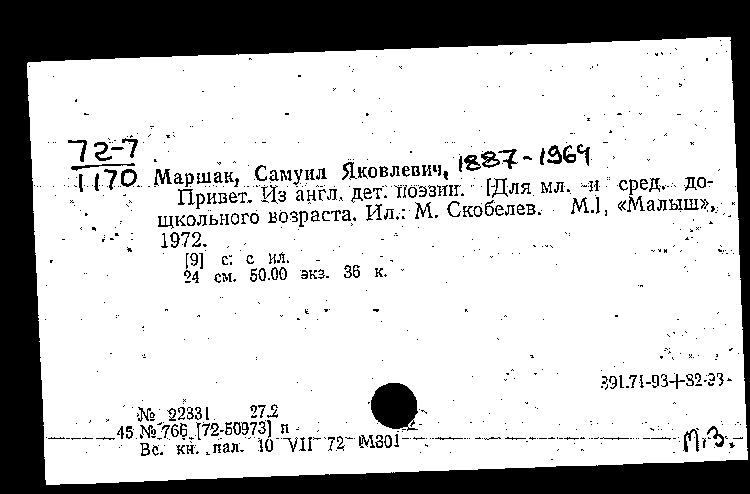 72-7
1170
Маршак, Самуил Яковлевич, 1887-1964
Привет. Из англ. дет. поэзии. [Для мл. и сред. до-
школьного возраста. Ил.: М. Скобелев. М.], «Малыш»,
1972.
[9] с. с ил.
24 см. 50.00 экз. 36 к.
891.71-93+82-93
№ 22331 27.2
45 №766 [72-50973] п
Вс. кн. пал. 10 VII 72 М801
М.З.